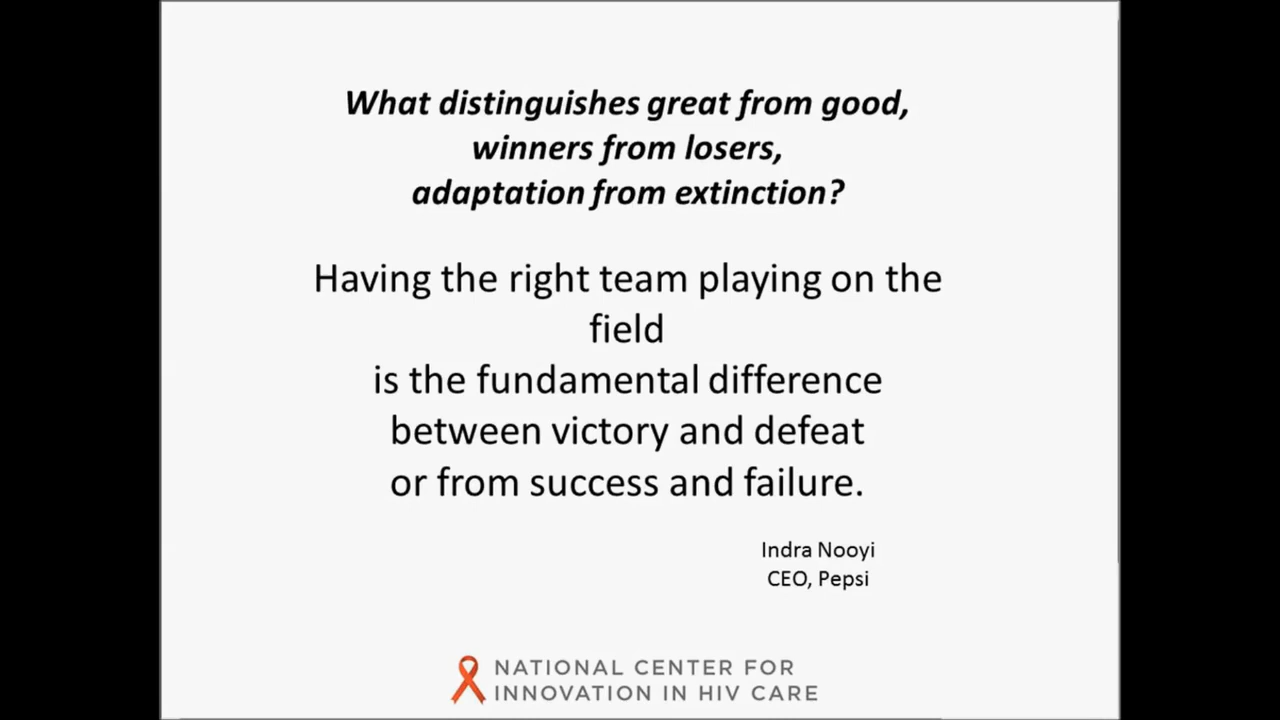 What distinguishes great from good,
winners from losers,
adaptation from extinction?
Having the right team playing on the
field
is the fundamental difference
between victory and defeat
or from success and failure.
Indra Nooyi
CEO, Pepsi
NATIONAL CENTER FOR
INNOVATION IN HIV CARE